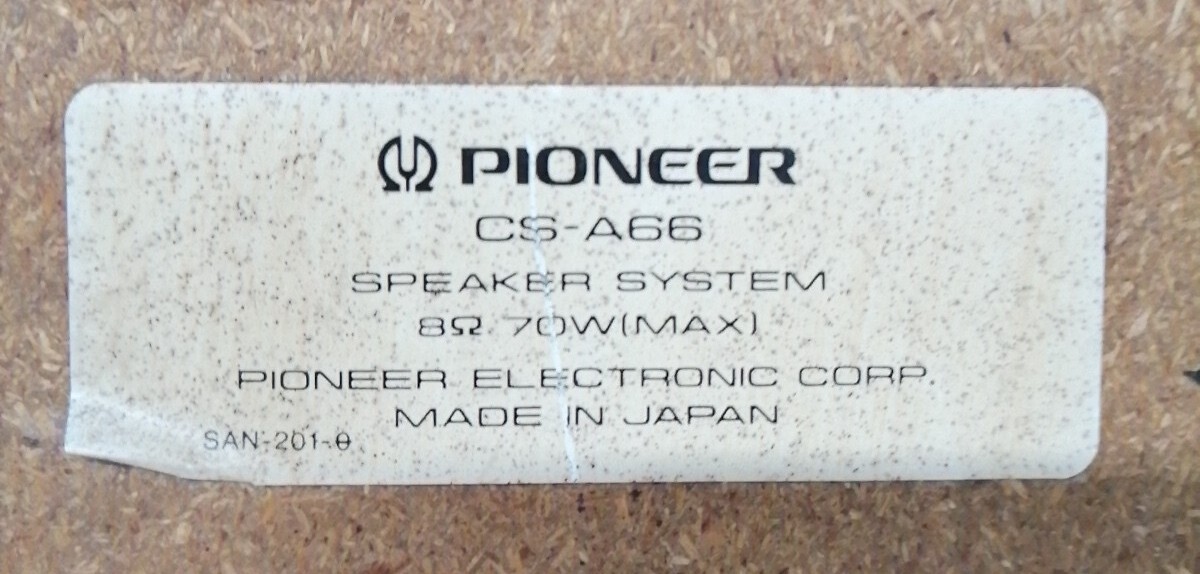 PIONEER
CS-A66
SPEAKER SYSTEM
8Ω 70W(MAX)
PIONEER ELECTRONIC CORP.
MADE IN JAPAN
SAN-201-0